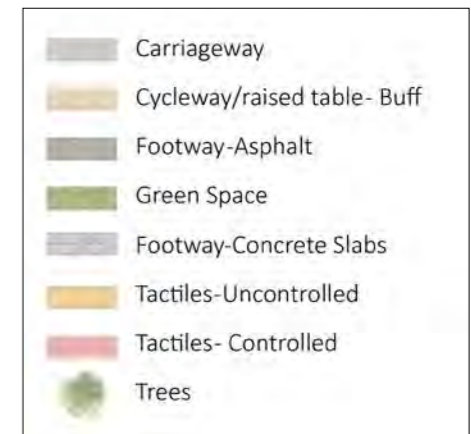 Carriageway
Cycleway/raised table- Buff
Footway-Asphalt
Green Space
Footway-Concrete Slabs
Tactiles-Uncontrolled
Tactiles- Controlled
Trees